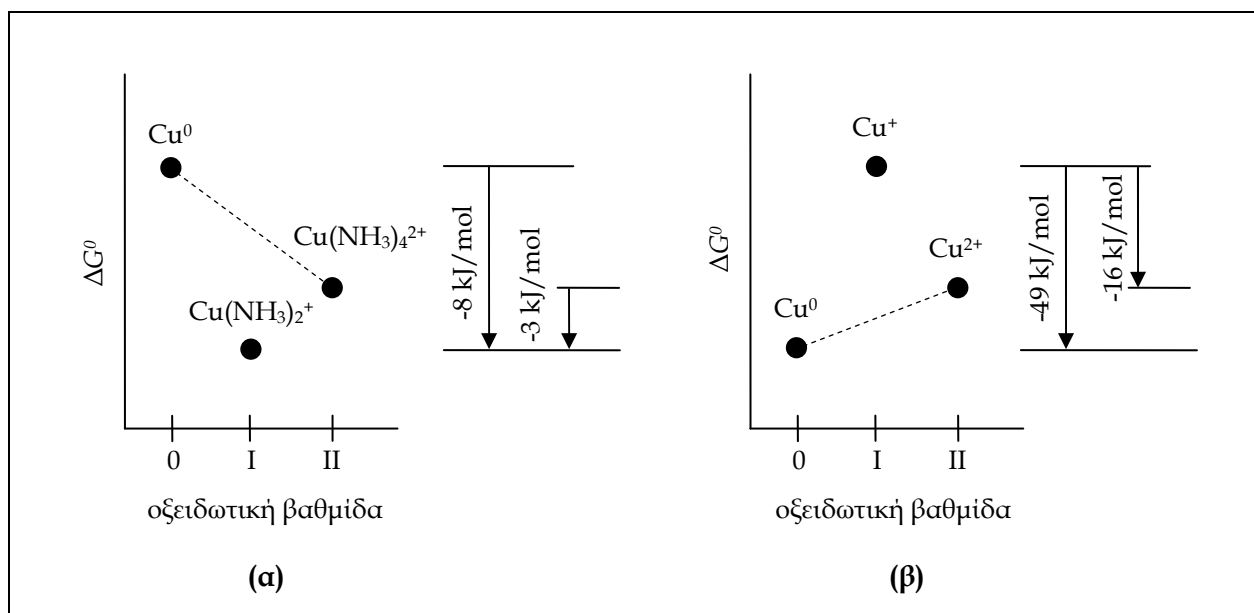 Cu⁰
Cu(NH₃)₄²⁺
Cu(NH₃)₂⁺
ΔG⁰
-8 kJ/mol
-3 kJ/mol
0 I II
οξειδωτική βαθμίδα
(α)
Cu⁺
Cu²⁺
Cu⁰
ΔG⁰
-49 kJ/mol
-16 kJ/mol
0 I II
οξειδωτική βαθμίδα
(β)